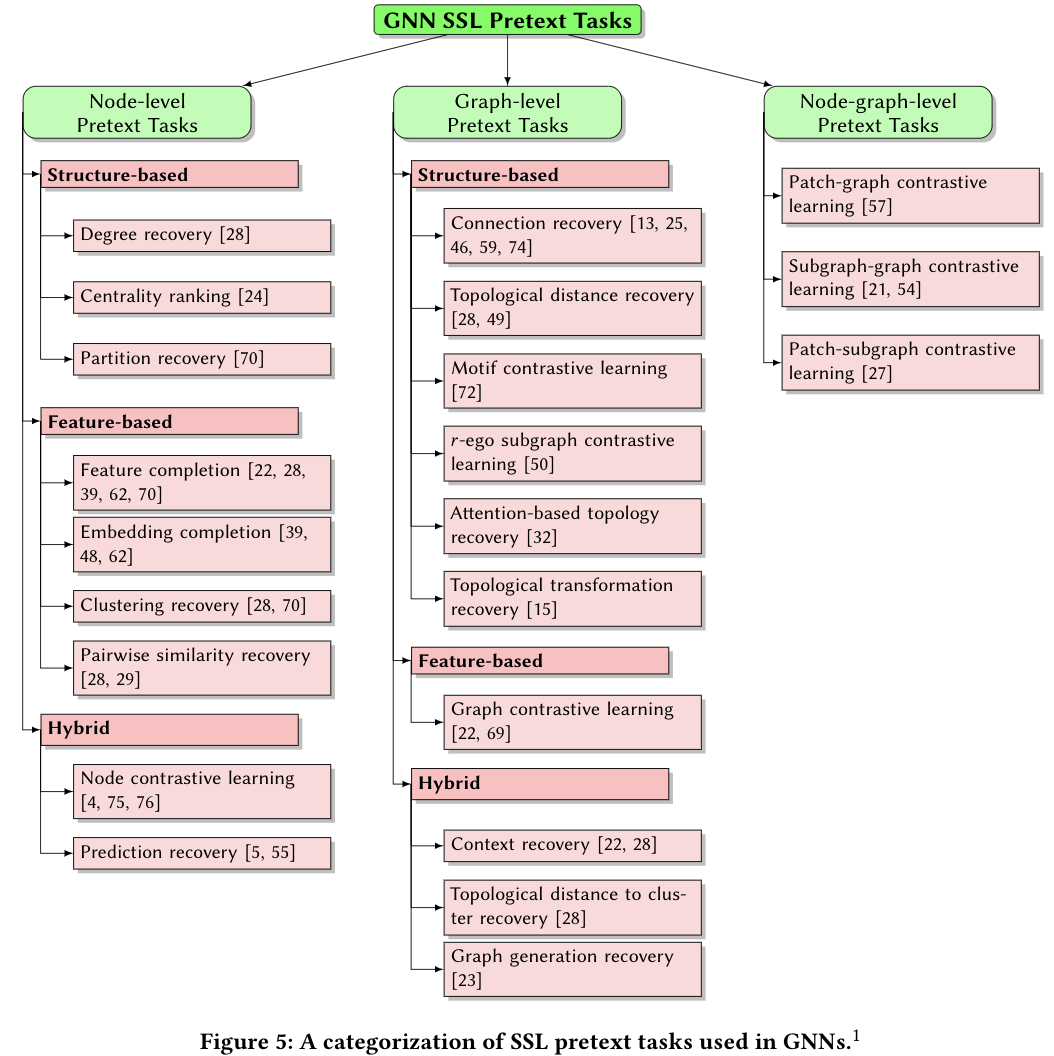 GNN SSL Pretext Tasks
Node-level
Pretext Tasks
Structure-based
Degree recovery [28]
Centrality ranking [24]
Partition recovery [70]
Feature-based
Feature completion [22, 28,
39, 62, 70]
Embedding completion [39,
48, 62]
Clustering recovery [28, 70]
Pairwise similarity recovery
[28, 29]
Hybrid
Node contrastive learning
[4, 75, 76]
Prediction recovery [5, 55]
Graph-level
Pretext Tasks
Structure-based
Connection recovery [13, 25,
46, 59, 74]
Topological distance recovery
[28, 49]
Motif contrastive learning
[72]
r-ego subgraph contrastive
learning [50]
Attention-based topology
recovery [32]
Topological transformation
recovery [15]
Feature-based
Graph contrastive learning
[22, 69]
Hybrid
Context recovery [22, 28]
Topological distance to clus-
ter recovery [28]
Graph generation recovery
[23]
Node-graph-level
Pretext Tasks
Patch-graph contrastive
learning [57]
Subgraph-graph contrastive
learning [21, 54]
Patch-subgraph contrastive
learning [27]
Figure 5: A categorization of SSL pretext tasks used in GNNs.¹